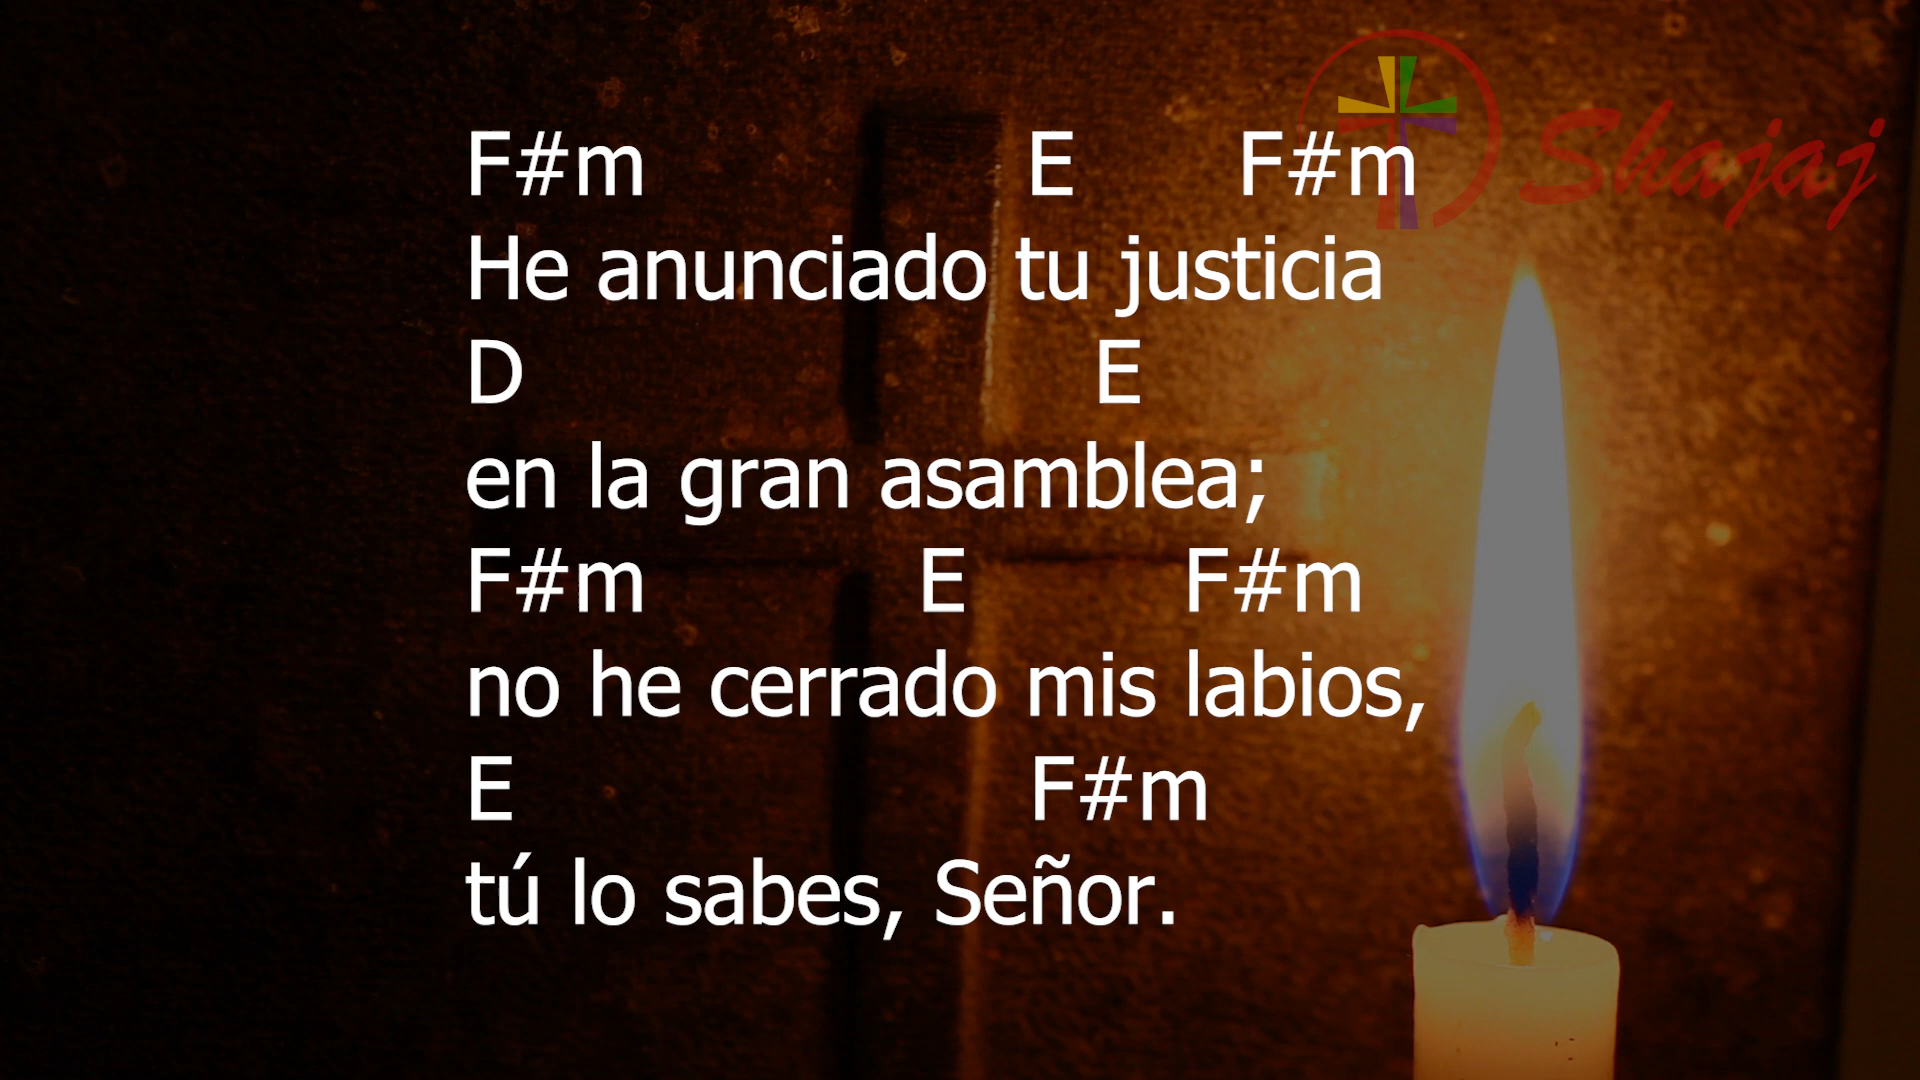 F#m E F#m
Shajaj
He anunciado tu justicia
D E
en la gran asamblea;
F#m E F#m
no he cerrado mis labios,
E F#m
tú lo sabes, Señor.